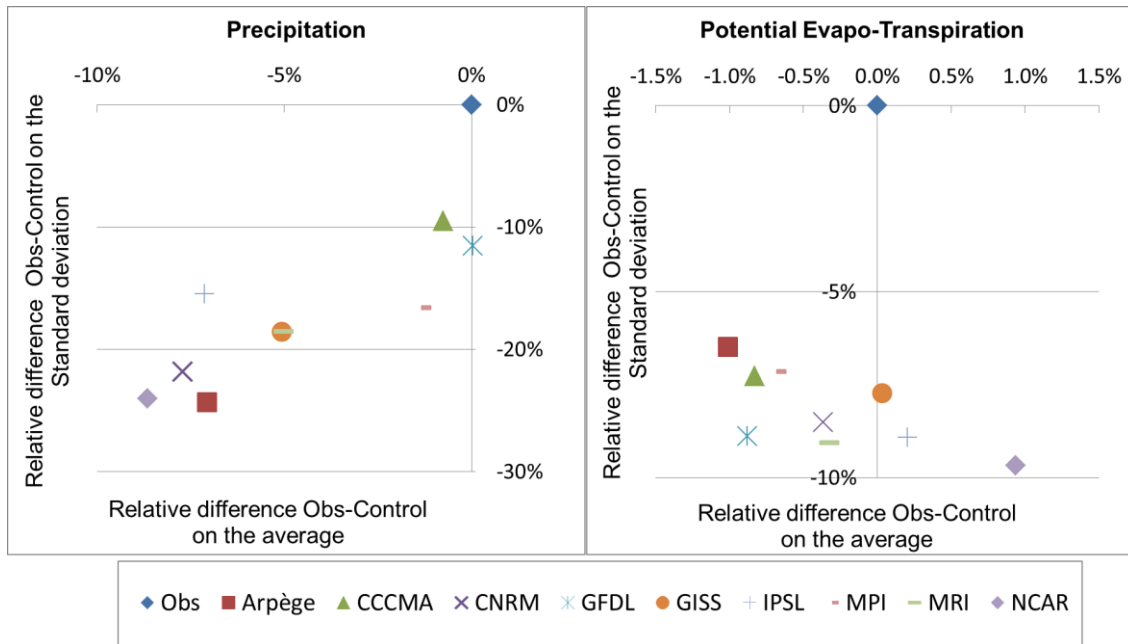 Precipitation
-10%
-5%
0%
0%
-10%
-20%
-30%
Relative difference Obs-Control on the
Standard deviation
Relative difference Obs-Control
on the average
Potential Evapo-Transpiration
-1.5%
-1.0%
-0.5%
0.0%
0.5%
1.0%
1.5%
0%
-5%
-10%
Relative difference Obs-Control on the
Standard deviation
Relative difference Obs-Control
on the average
Obs
Arpège
CCCMA
CNRM
GFDL
GISS
IPSL
MPI
MRI
NCAR